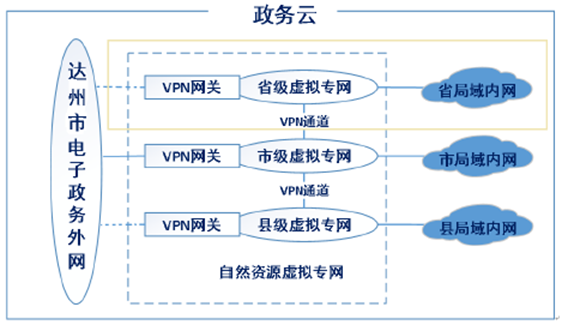 政务云
达州市电子政务外网
VPN网关
省级虚拟专网
省局域内网
VPN通道
VPN网关
市级虚拟专网
市局域内网
VPN通道
VPN网关
县级虚拟专网
县局域内网
自然资源虚拟专网